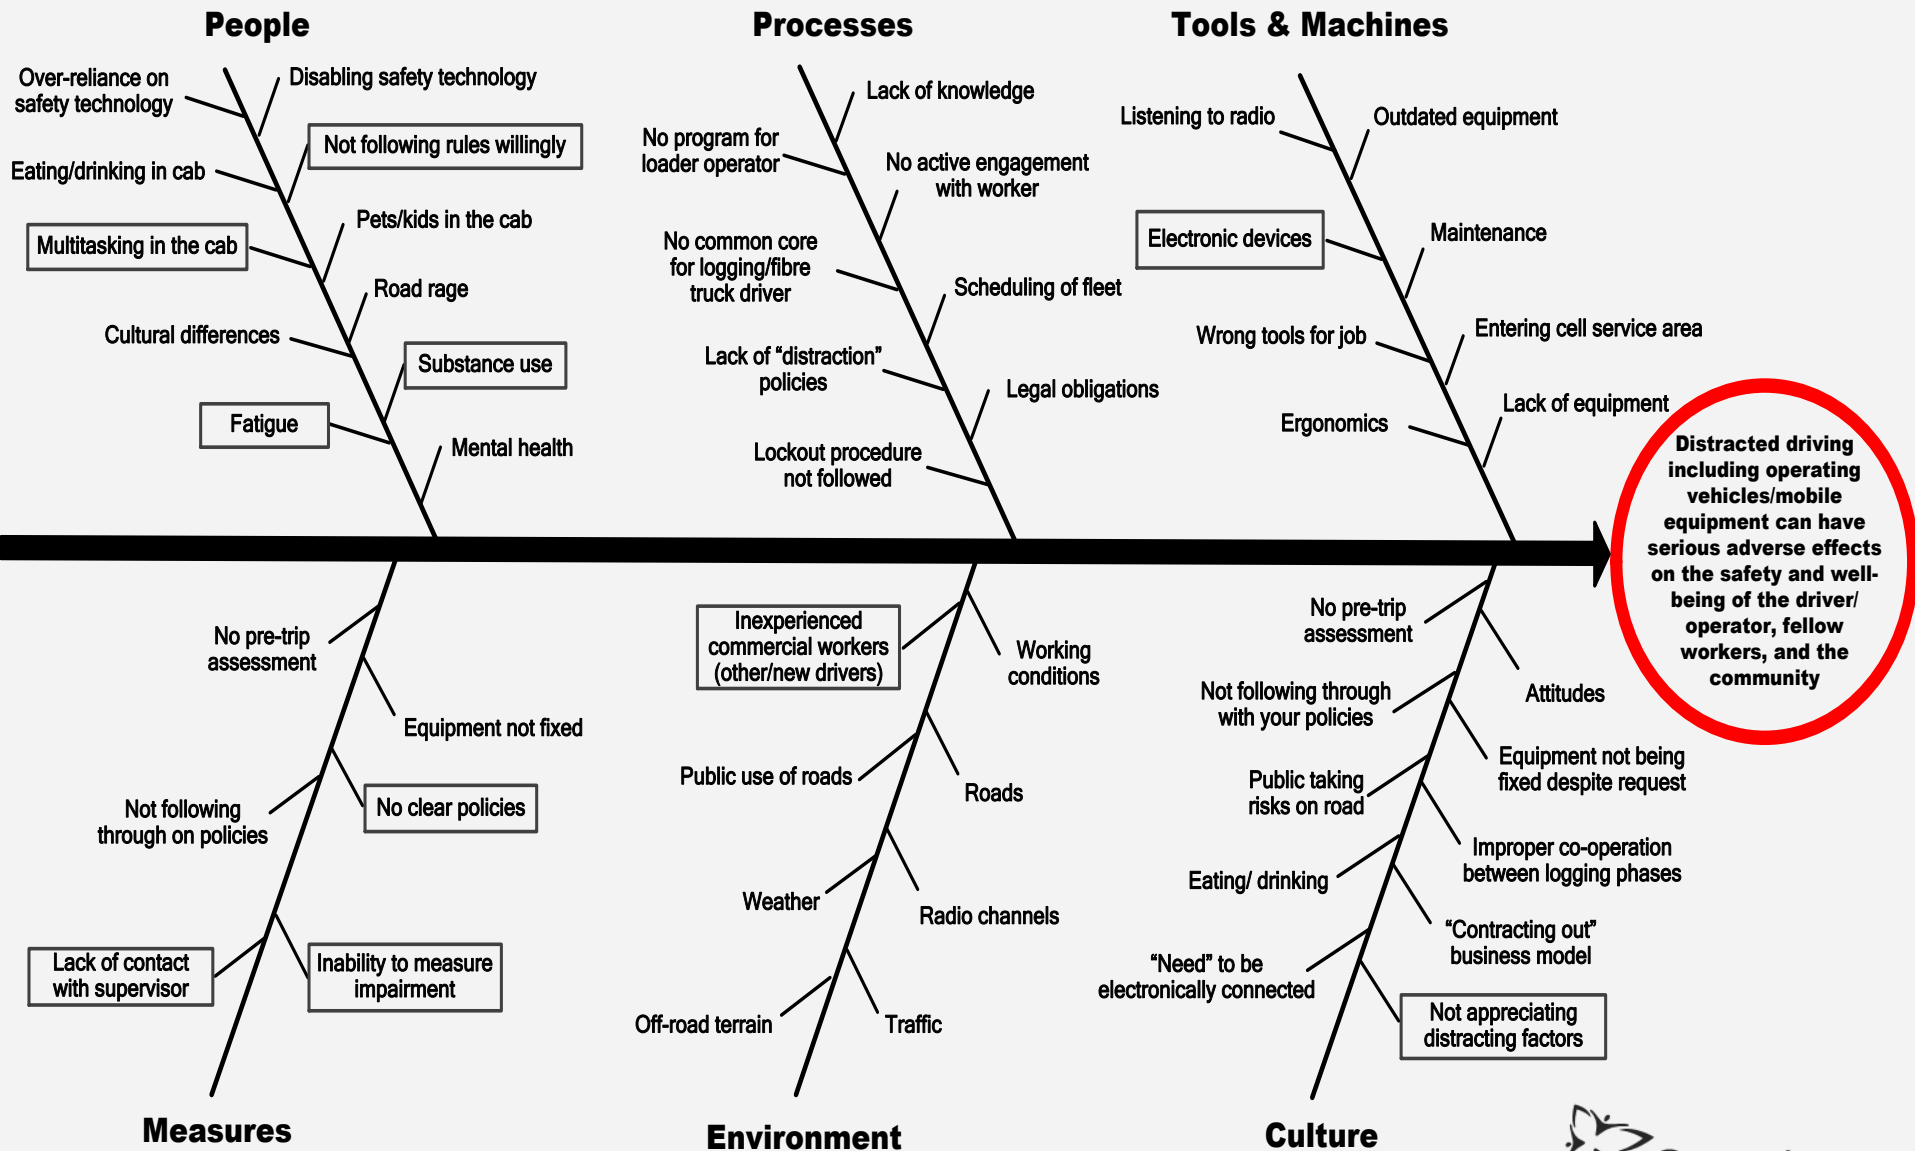 People
Over-reliance on
safety technology
Disabling safety technology
Not following rules willingly
Eating/drinking in cab
Pets/kids in the cab
Multitasking in the cab
Road rage
Cultural differences
Substance use
Fatigue
Mental health
Processes
Lack of knowledge
No program for
loader operator
No active engagement
with worker
No common core
for logging/fibre
truck driver
Scheduling of fleet
Lack of “distraction”
policies
Legal obligations
Lockout procedure
not followed
Tools & Machines
Listening to radio
Outdated equipment
Electronic devices
Maintenance
Wrong tools for job
Entering cell service area
Ergonomics
Lack of equipment
Distracted driving
including operating
vehicles/mobile
equipment can have
serious adverse effects
on the safety and well-
being of the driver/
operator, fellow
workers, and the
community
No pre-trip
assessment
Equipment not fixed
Not following
through on policies
No clear policies
Lack of contact
with supervisor
Inability to measure
impairment
Measures
Inexperienced
commercial workers
(other/new drivers)
Working
conditions
Public use of roads
Roads
Weather
Radio channels
Off-road terrain
Traffic
Environment
No pre-trip
assessment
Attitudes
Not following through
with your policies
Equipment not being
fixed despite request
Public taking
risks on road
Improper co-operation
between logging phases
Eating/ drinking
“Contracting out”
business model
“Need” to be
electronically connected
Not appreciating
distracting factors
Culture